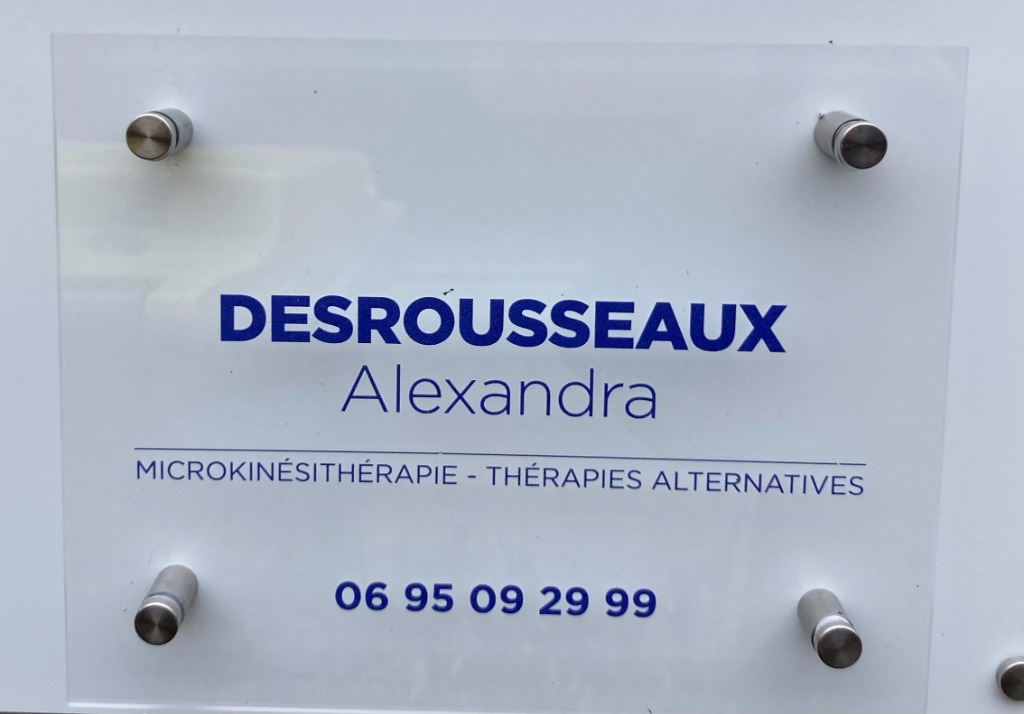 DESROUSSEAUX
Alexandra
MICROKINÉSITHÉRAPIE - THÉRAPIES ALTERNATIVES
06 95 09 29 99